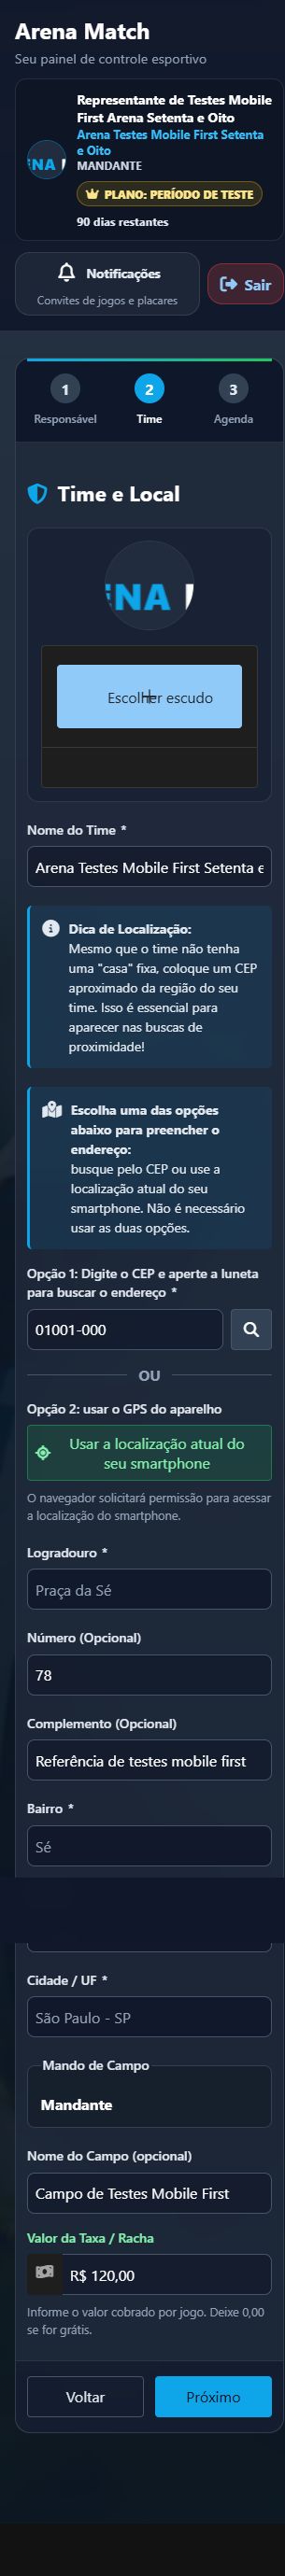 Arena Match
Seu painel de controle esportivo
Representante de Testes Mobile
First Arena Setenta e Oito
Arena Testes Mobile First Setenta
e Oito
MANDANTE
PLANO: PERÍODO DE TESTE
90 dias restantes
Notificações
Convites de jogos e placares
Sair
1
2
3
Responsável
Time
Agenda
Time e Local
ENA
Escolher escudo
Nome do Time *
Arena Testes Mobile First Setenta e
Dica de Localização:
Mesmo que o time não tenha
uma "casa" fixa, coloque um CEP
aproximado da região do seu
time. Isso é essencial para
aparecer nas buscas de
proximidade!
Escolha uma das opções
abaixo para preencher o
endereço:
busque pelo CEP ou use a
localização atual do seu
smartphone. Não é necessário
usar as duas opções.
Opção 1: Digite o CEP e aperte a luneta
para buscar o endereço *
01001-000
OU
Opção 2: usar o GPS do aparelho
Usar a localização atual do
seu smartphone
O navegador solicitará permissão para acessar
a localização do smartphone.
Logradouro *
Praça da Sé
Número (Opcional)
78
Complemento (Opcional)
Referência de testes mobile first
Bairro *
Sé
Cidade / UF *
São Paulo - SP
Mando de Campo
Mandante
Nome do Campo (opcional)
Campo de Testes Mobile First
Valor da Taxa / Racha
R$ 120,00
Informe o valor cobrado por jogo. Deixe 0,00
se for grátis.
Voltar
Próximo